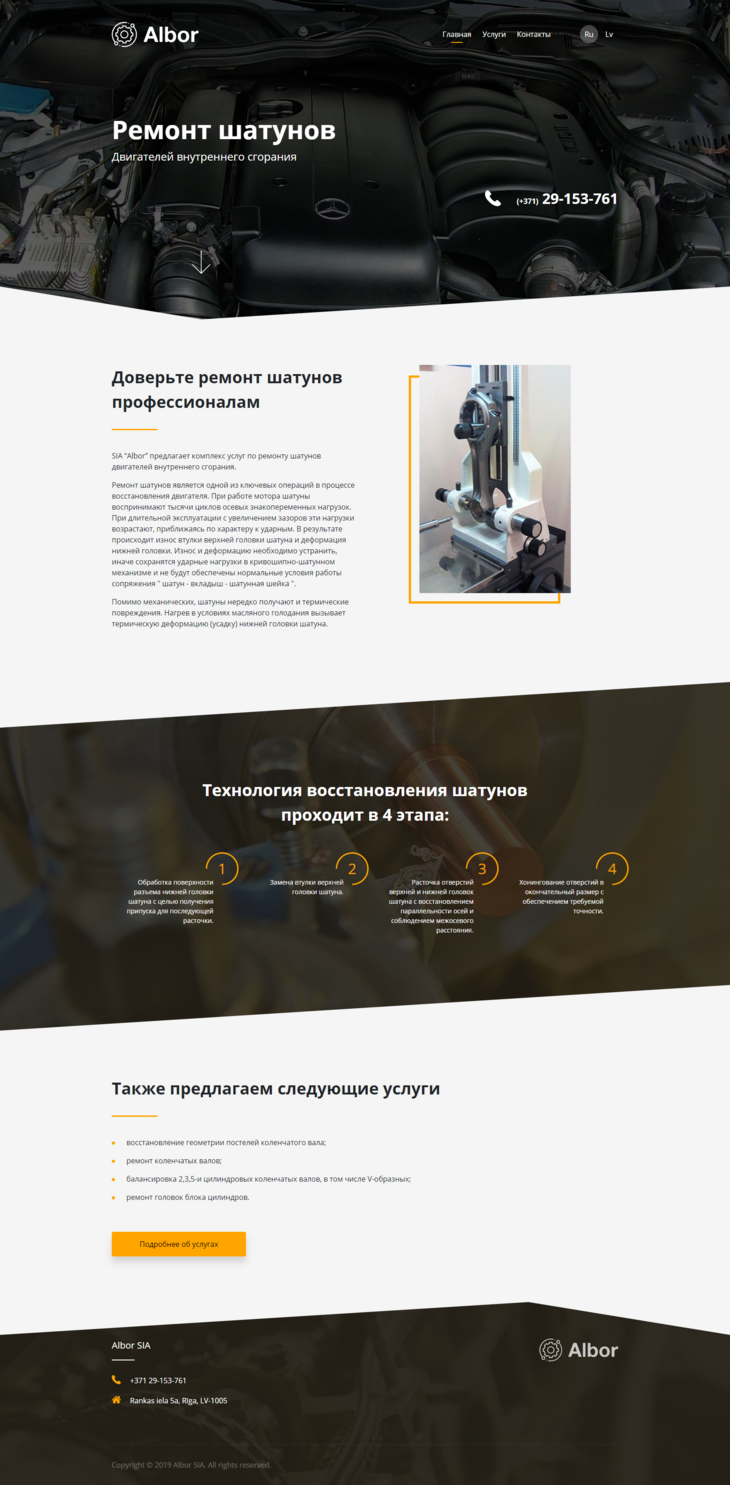 Albor
Главная Услуги Контакты Ru Lv
Ремонт шатунов
Двигателей внутреннего сгорания
(+371) 29-153-761
Доверьте ремонт шатунов
профессионалам
SIA “Albor” предлагает комплекс услуг по ремонту шатунов
двигателей внутреннего сгорания.
Ремонт шатунов является одной из ключевых операций в процессе
восстановления двигателя. При работе мотора шатуны
воспринимают тысячи циклов осевых знакопеременных нагрузок.
При длительной эксплуатации с увеличением зазоров эти нагрузки
возрастают, приближаясь по характеру к ударным. В результате
происходит износ втулки верхней головки шатуна и деформация
нижней головки. Износ и деформацию необходимо устранить,
иначе сохранятся ударные нагрузки в кривошипно-шатунном
механизме и не будут обеспечены нормальные условия работы
сопряжения " шатун - вкладыш - шатунная шейка ".
Помимо механических, шатуны нередко получают и термические
повреждения. Нагрев в условиях масляного голодания вызывает
термическую деформацию (усадку) нижней головки шатуна.
Технология восстановления шатунов
проходит в 4 этапа:
1
Обработка поверхности
разъема нижней головки
шатуна с целью получения
припуска для последующей
расточки.
2
Замена втулки верхней
головки шатуна.
3
Расточка отверстий
верхней и нижней головок
шатуна с восстановлением
параллельности осей и
соблюдением межосевого
расстояния.
4
Хонингование отверстий в
окончательный размер с
обеспечением требуемой
точности.
Также предлагаем следующие услуги
восстановление геометрии постелей коленчатого вала;
ремонт коленчатых валов;
балансировка 2,3,5-и цилиндровых коленчатых валов, в том числе V-образных;
ремонт головок блока цилиндров.
Подробнее об услугах
Albor SIA
Albor
+371 29-153-761
Rankas iela 5a, Rīga, LV-1005
Copyright © 2019 Albor SIA. All rights reserved.